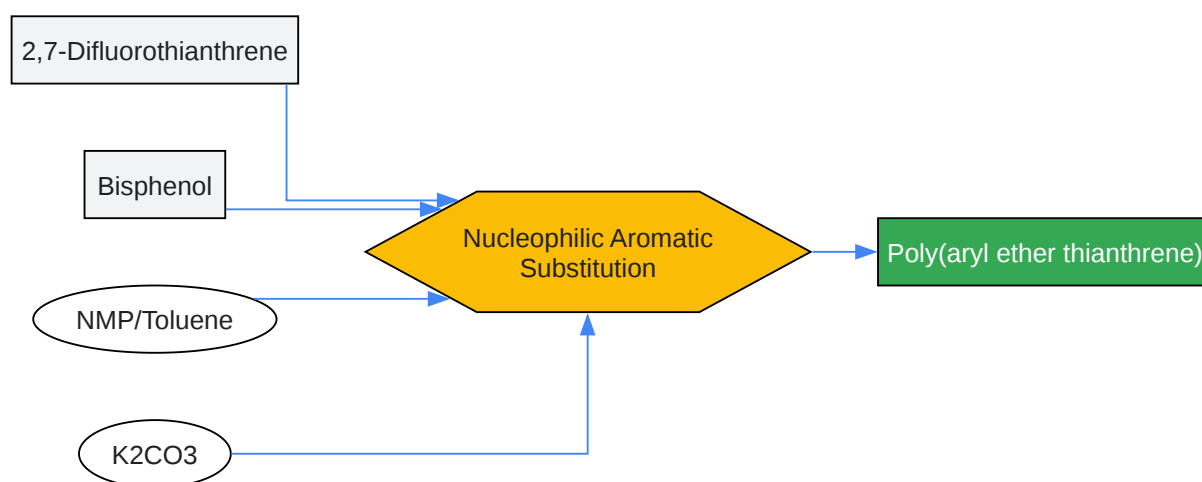 2,7-Difluorothianthrene
Bisphenol
Nucleophilic Aromatic
Substitution
Poly(aryl ether thianthrene)
NMP/Toluene
K2CO3